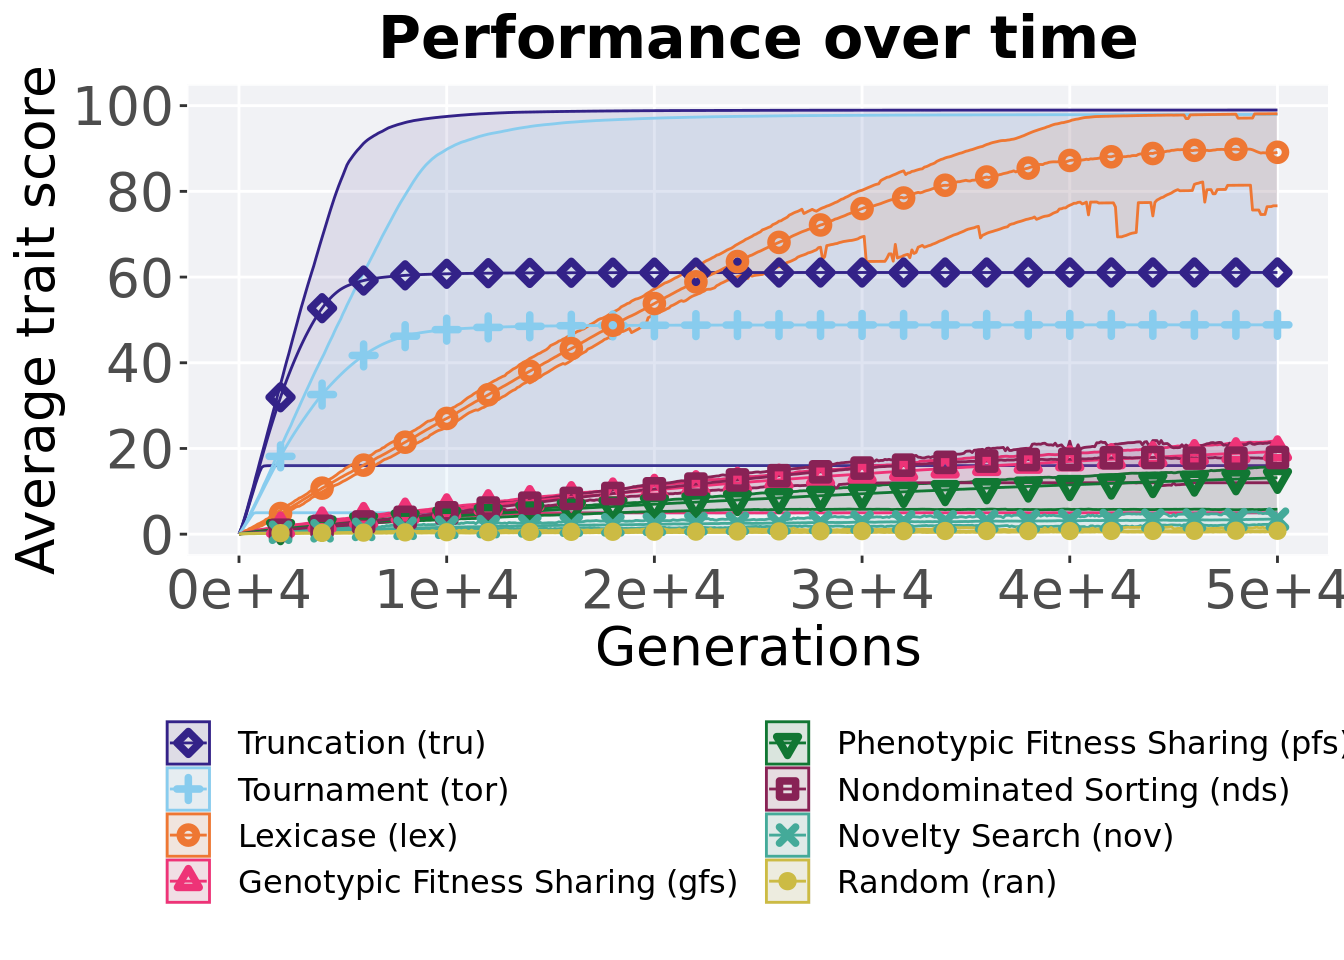 Performance over time
Average trait score
100
80
60
40
20
0
0e+4 1e+4 2e+4 3e+4 4e+4 5e+4
Generations
Truncation (tru)
Tournament (tor)
Lexicase (lex)
Genotypic Fitness Sharing (gfs)
Phenotypic Fitness Sharing (pfs)
Nondominated Sorting (nds)
Novelty Search (nov)
Random (ran)